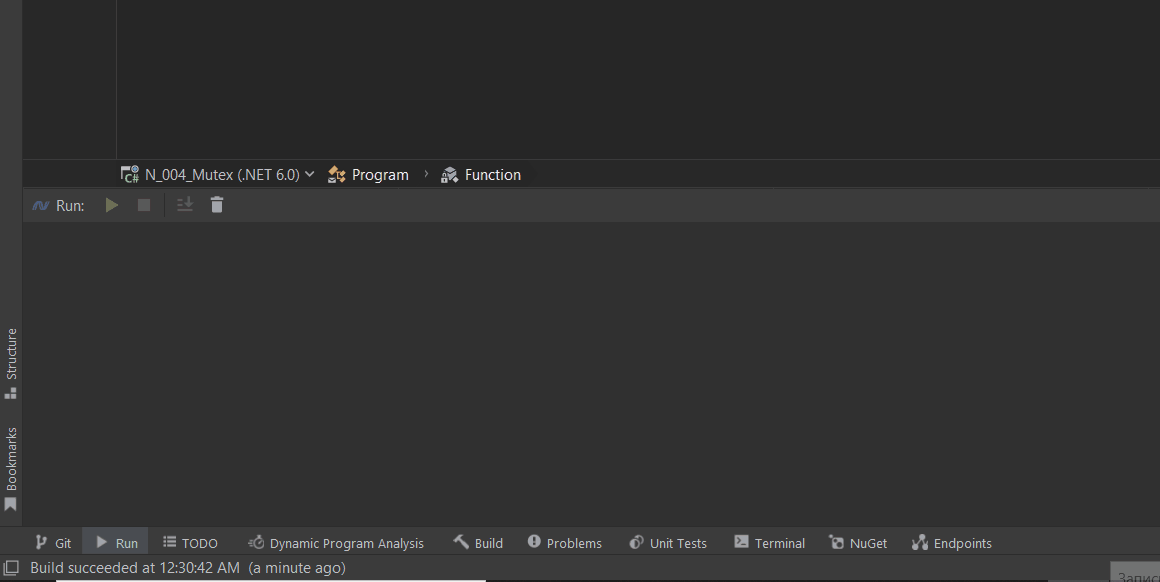 N_004_Mutex (.NET 6.0) Program › Function
Run:
Structure
Bookmarks
Git Run TODO Dynamic Program Analysis Build Problems Unit Tests Terminal NuGet Endpoints
Build succeeded at 12:30:42 AM (a minute ago)